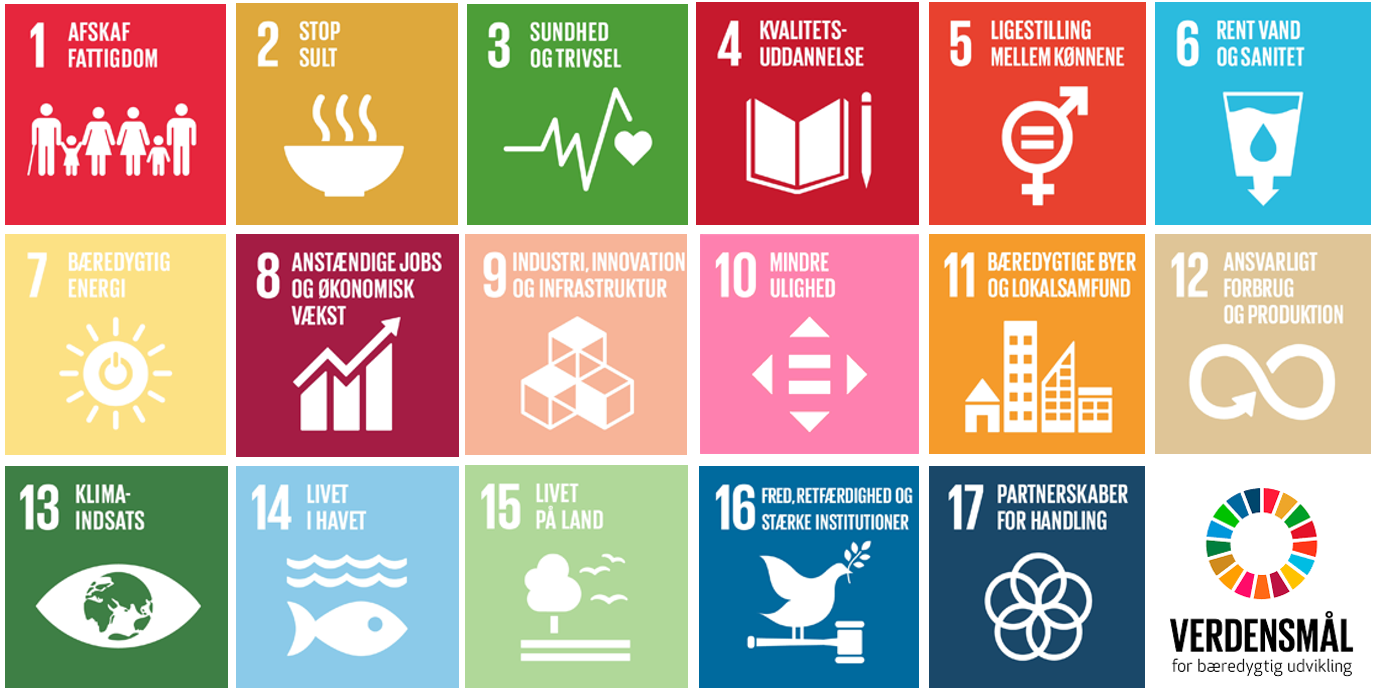 1 AFSKAF
FATTIGDOM
2 STOP
SULT
3 SUNDHED
OG TRIVSEL
4 KVALITETS-
UDDANNELSE
5 LIGESTILLING
MELLEM KØNNENE
6 RENT VAND
OG SANITET
7 BÆREDYGTIG
ENERGI
8 ANSTÆNDIGE JOBS
OG ØKONOMISK
VÆKST
9 INDUSTRI, INNOVATION
OG INFRASTRUKTUR
10 MINDRE
ULIGHED
11 BÆREDYGTIGE BYER
OG LOKALSAMFUND
12 ANSVARLIGT
FORBRUG
OG PRODUKTION
13 KLIMA-
INDSATS
14 LIVET
I HAVET
15 LIVET
PÅ LAND
16 FRED, RETFÆRDIGHED OG
STÆRKE INSTITUTIONER
17 PARTNERSKABER
FOR HANDLING
VERDENSMÅL
for bæredygtig udvikling